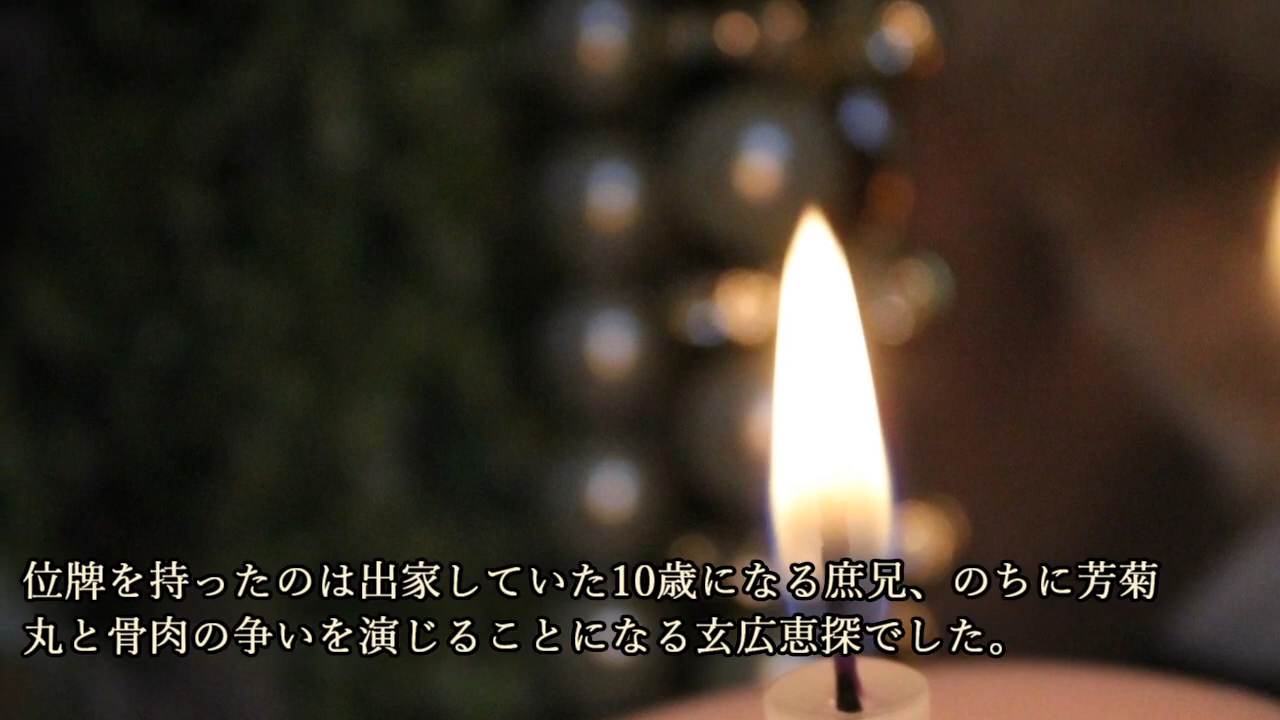 位牌を持ったのは出家していた10歳になる庶兄、のちに芳菊
丸と骨肉の争いを演じることになる玄広恵探でした。